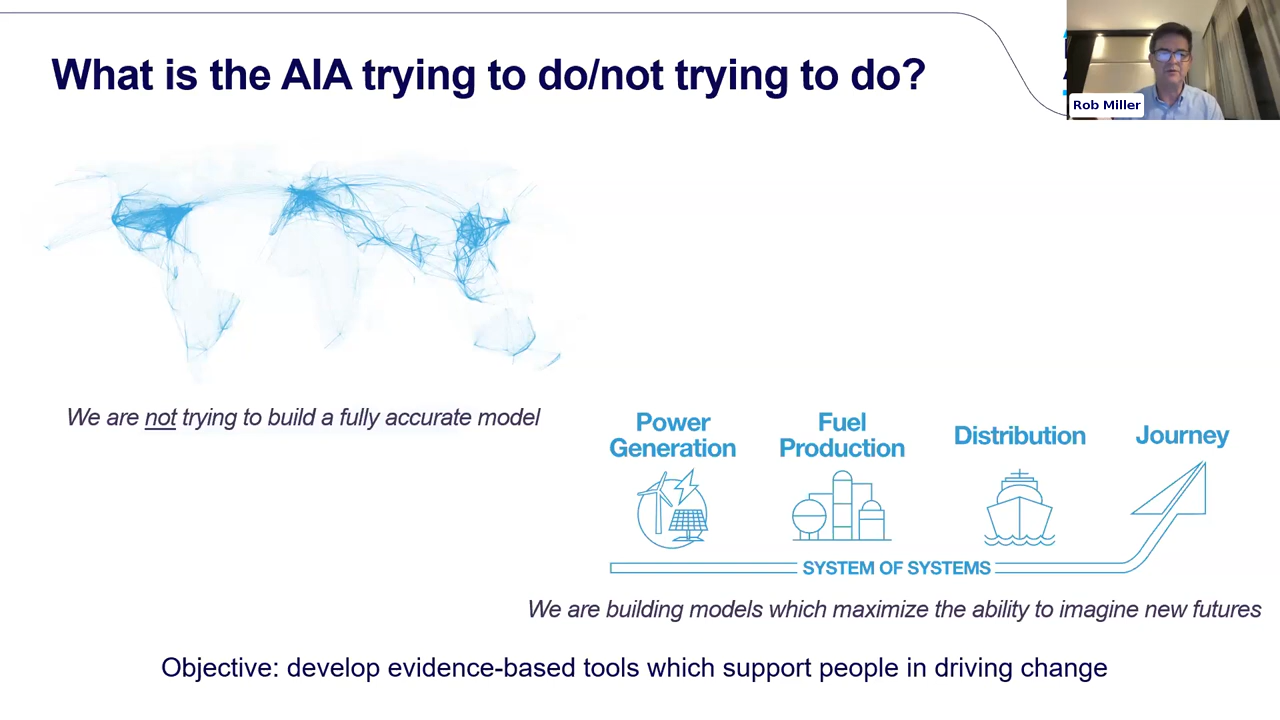 What is the AIA trying to do/not trying to do?
Rob Miller
We are not trying to build a fully accurate model
Power
Generation
Fuel
Production
Distribution
Journey
SYSTEM OF SYSTEMS
We are building models which maximize the ability to imagine new futures
Objective: develop evidence-based tools which support people in driving change